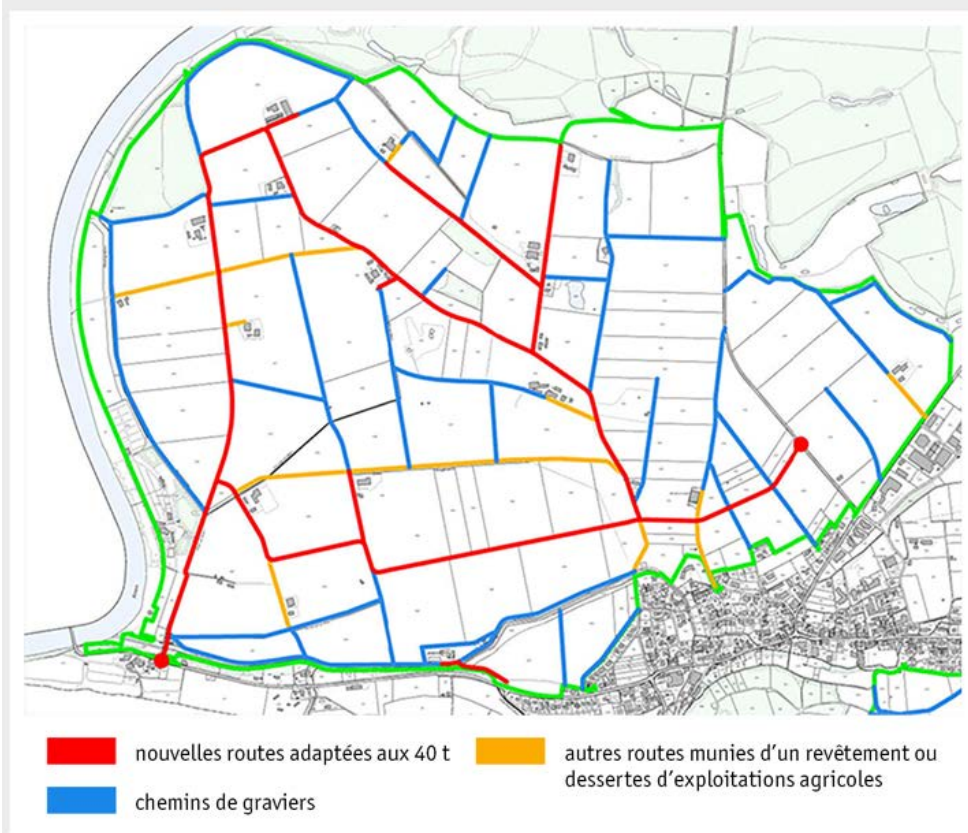 nouvelles routes adaptées aux 40 t
autres routes munies d'un revêtement ou
dessertes d'exploitations agricoles
chemins de graviers